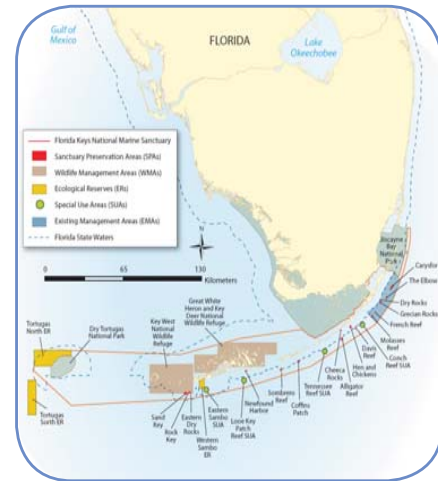 Gulf of
Mexico
FLORIDA
Lake
Okeechobee
Florida Keys National Marine Sanctuary
Sanctuary Preservation Areas (SPAs)
Wildlife Management Areas (WMAs)
Ecological Reserves (ERs)
Special Use Areas (SUAs)
Existing Management Areas (EMAs)
Florida State Waters
N
0
65
130
Kilometers
Biscayne
Bay
National
Park
Carysfort
The Elbow
Dry Rocks
Grecian Rocks
French Reef
Molasses
Reef
Conch
Reef SUA
Davis
Reef
Hen and
Chickens
Cheeca
Rocks
Alligator
Reef
Tennessee
Reef SUA
Coffins
Patch
Sombrero
Reef
Newfound
Harbor
Looe Key
Patch
Reef SUA
Great White
Heron and Key
Deer National
Wildlife Refuge
Key West
National
Wildlife
Refuge
Tortugas
North ER
Dry Tortugas
National Park
Tortugas
South ER
Sand
Key
Rock
Key
Eastern
Dry
Rocks
Western
Sambo
ER
Eastern
Sambo
SUA